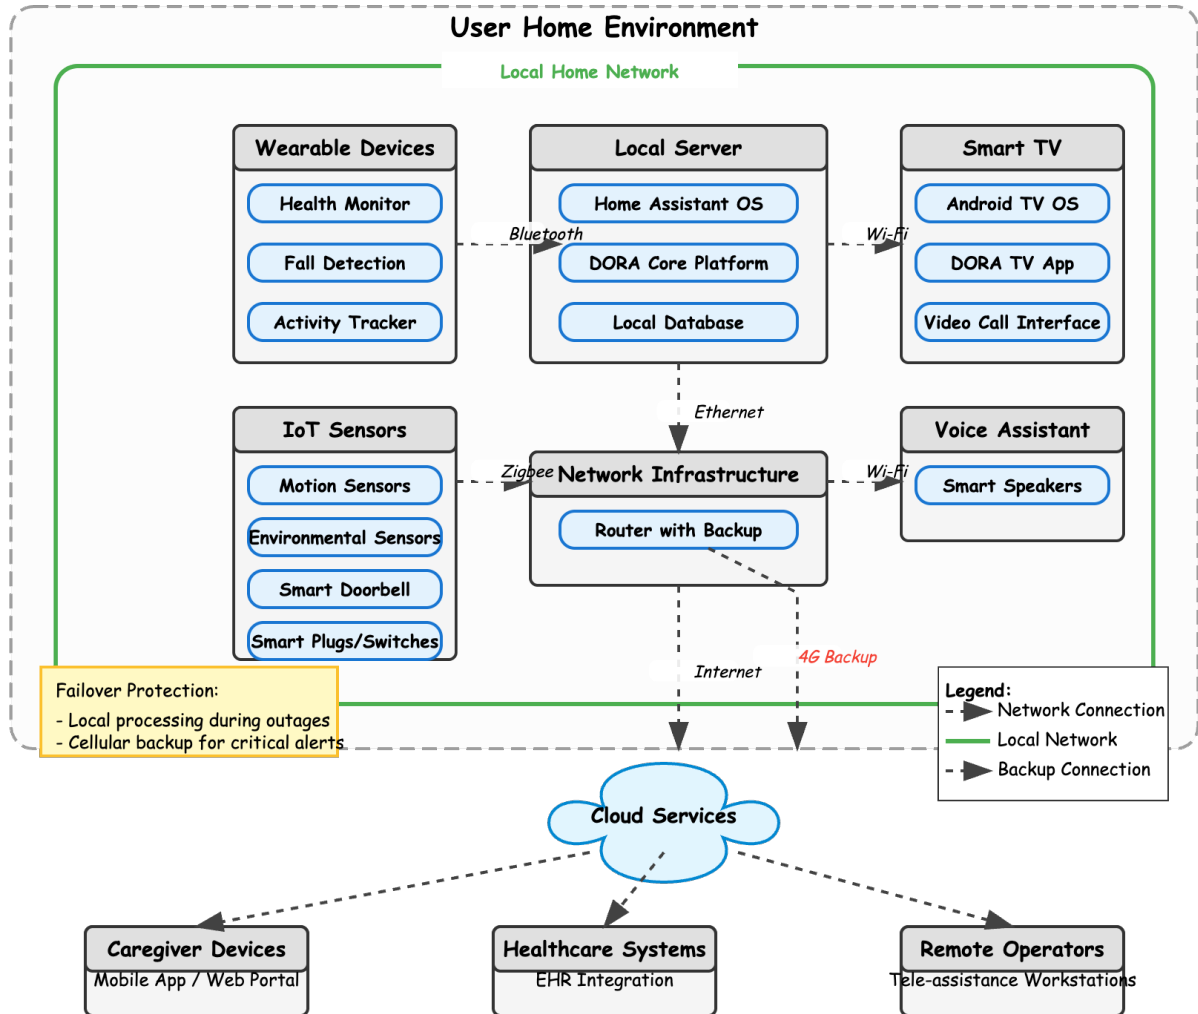 User Home Environment
Local Home Network
Wearable Devices
Health Monitor
Fall Detection
Activity Tracker
Bluetooth
Local Server
Home Assistant OS
DORA Core Platform
Local Database
Wi-Fi
Smart TV
Android TV OS
DORA TV App
Video Call Interface
Ethernet
IoT Sensors
Motion Sensors
Environmental Sensors
Smart Doorbell
Smart Plugs/Switches
Zigbee
Network Infrastructure
Router with Backup
Wi-Fi
Voice Assistant
Smart Speakers
Internet
4G Backup
Failover Protection:
- Local processing during outages
- Cellular backup for critical alerts
Legend:
Network Connection
Local Network
Backup Connection
Cloud Services
Caregiver Devices
Mobile App / Web Portal
Healthcare Systems
EHR Integration
Remote Operators
Tele-assistance Workstations